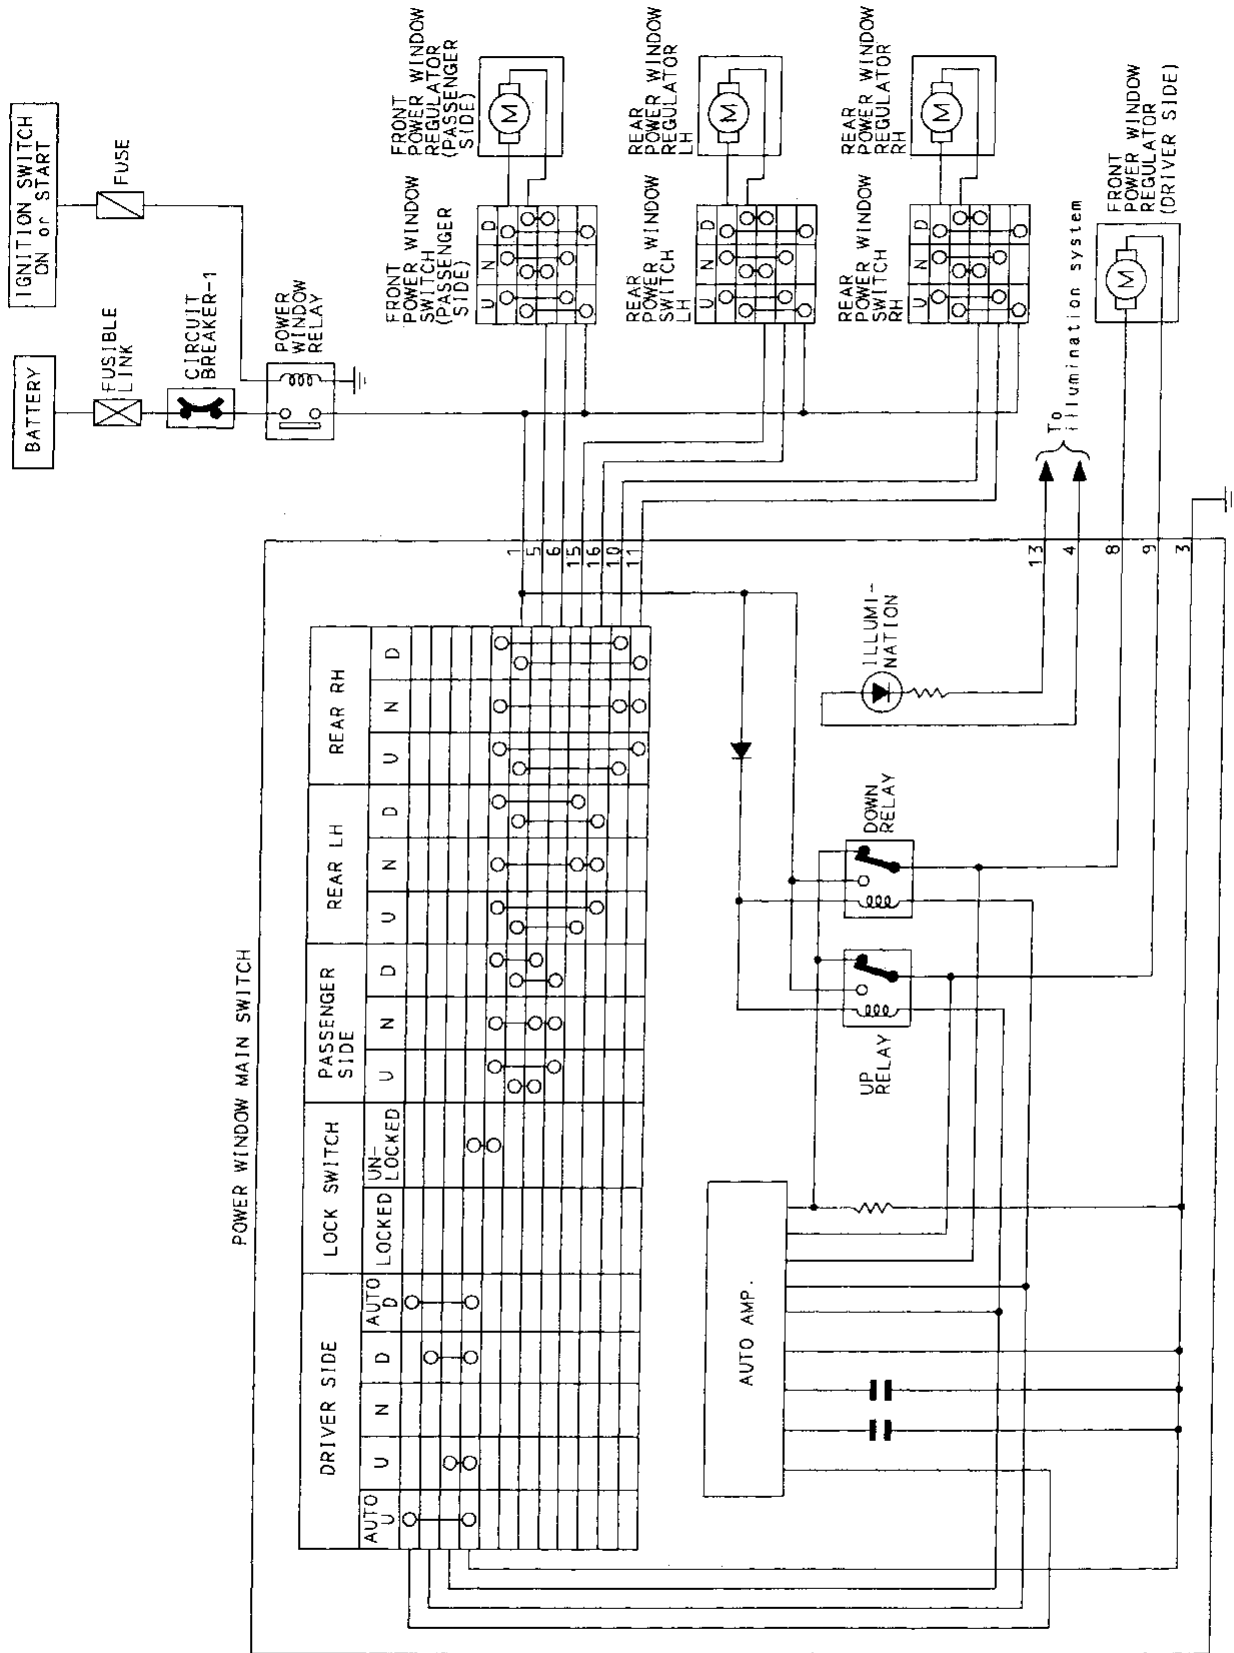 IGNITION SWITCH
ON or START
FUSE
BATTERY
FUSIBLE
LINK
CIRCUIT
BREAKER-1
POWER
WINDOW
RELAY
FRONT
POWER WINDOW
REGULATOR
(PASSENGER
SIDE)
M
FRONT
POWER WINDOW
SWITCH
(PASSENGER
SIDE)
U N D
REAR
POWER WINDOW
REGULATOR
LH
M
REAR
POWER WINDOW
SWITCH
LH
U N D
REAR
POWER WINDOW
REGULATOR
RH
M
REAR
POWER WINDOW
SWITCH
RH
U N D
To
illumination system
FRONT
POWER WINDOW
REGULATOR
(DRIVER SIDE)
M
1
5
6
15
16
10
11
13
4
8
9
3
POWER WINDOW MAIN SWITCH
DRIVER SIDE
AUTO
U
U
N
D
AUTO
D
LOCK SWITCH
LOCKED
UN-
LOCKED
PASSENGER
SIDE
U N D
REAR LH
U N D
REAR RH
U N D
ILLUMI-
NATION
DOWN
RELAY
UP
RELAY
AUTO AMP.